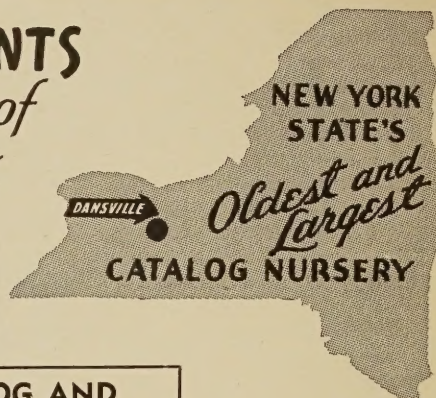 NTS
of
NEW YORK
STATE'S
Oldest and
Largest
CATALOG NURSERY
DANSVILLE
OG AND